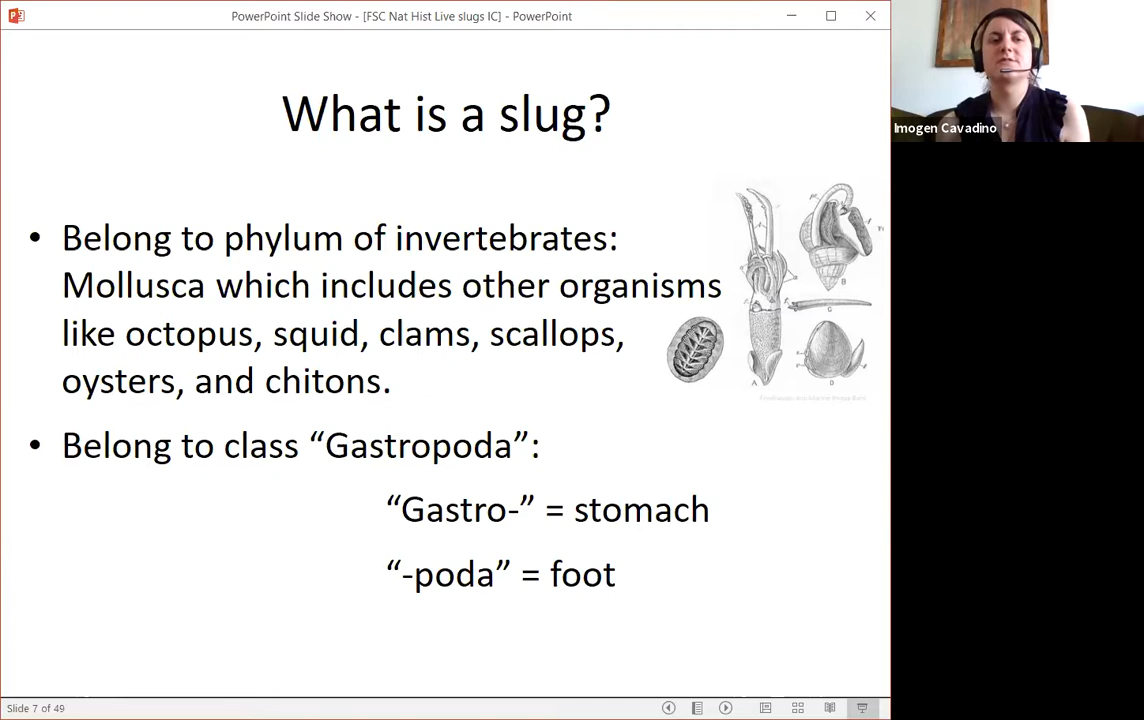 PowerPoint Slide Show - [FSC Nat Hist Live slugs IC] - PowerPoint
Imogen Cavadino
What is a slug?
• Belong to phylum of invertebrates:
Mollusca which includes other organisms
like octopus, squid, clams, scallops,
oysters, and chitons.
B
G
A
D
• Belong to class “Gastropoda”:
“Gastro-” = stomach
“-poda” = foot
Slide 7 of 49